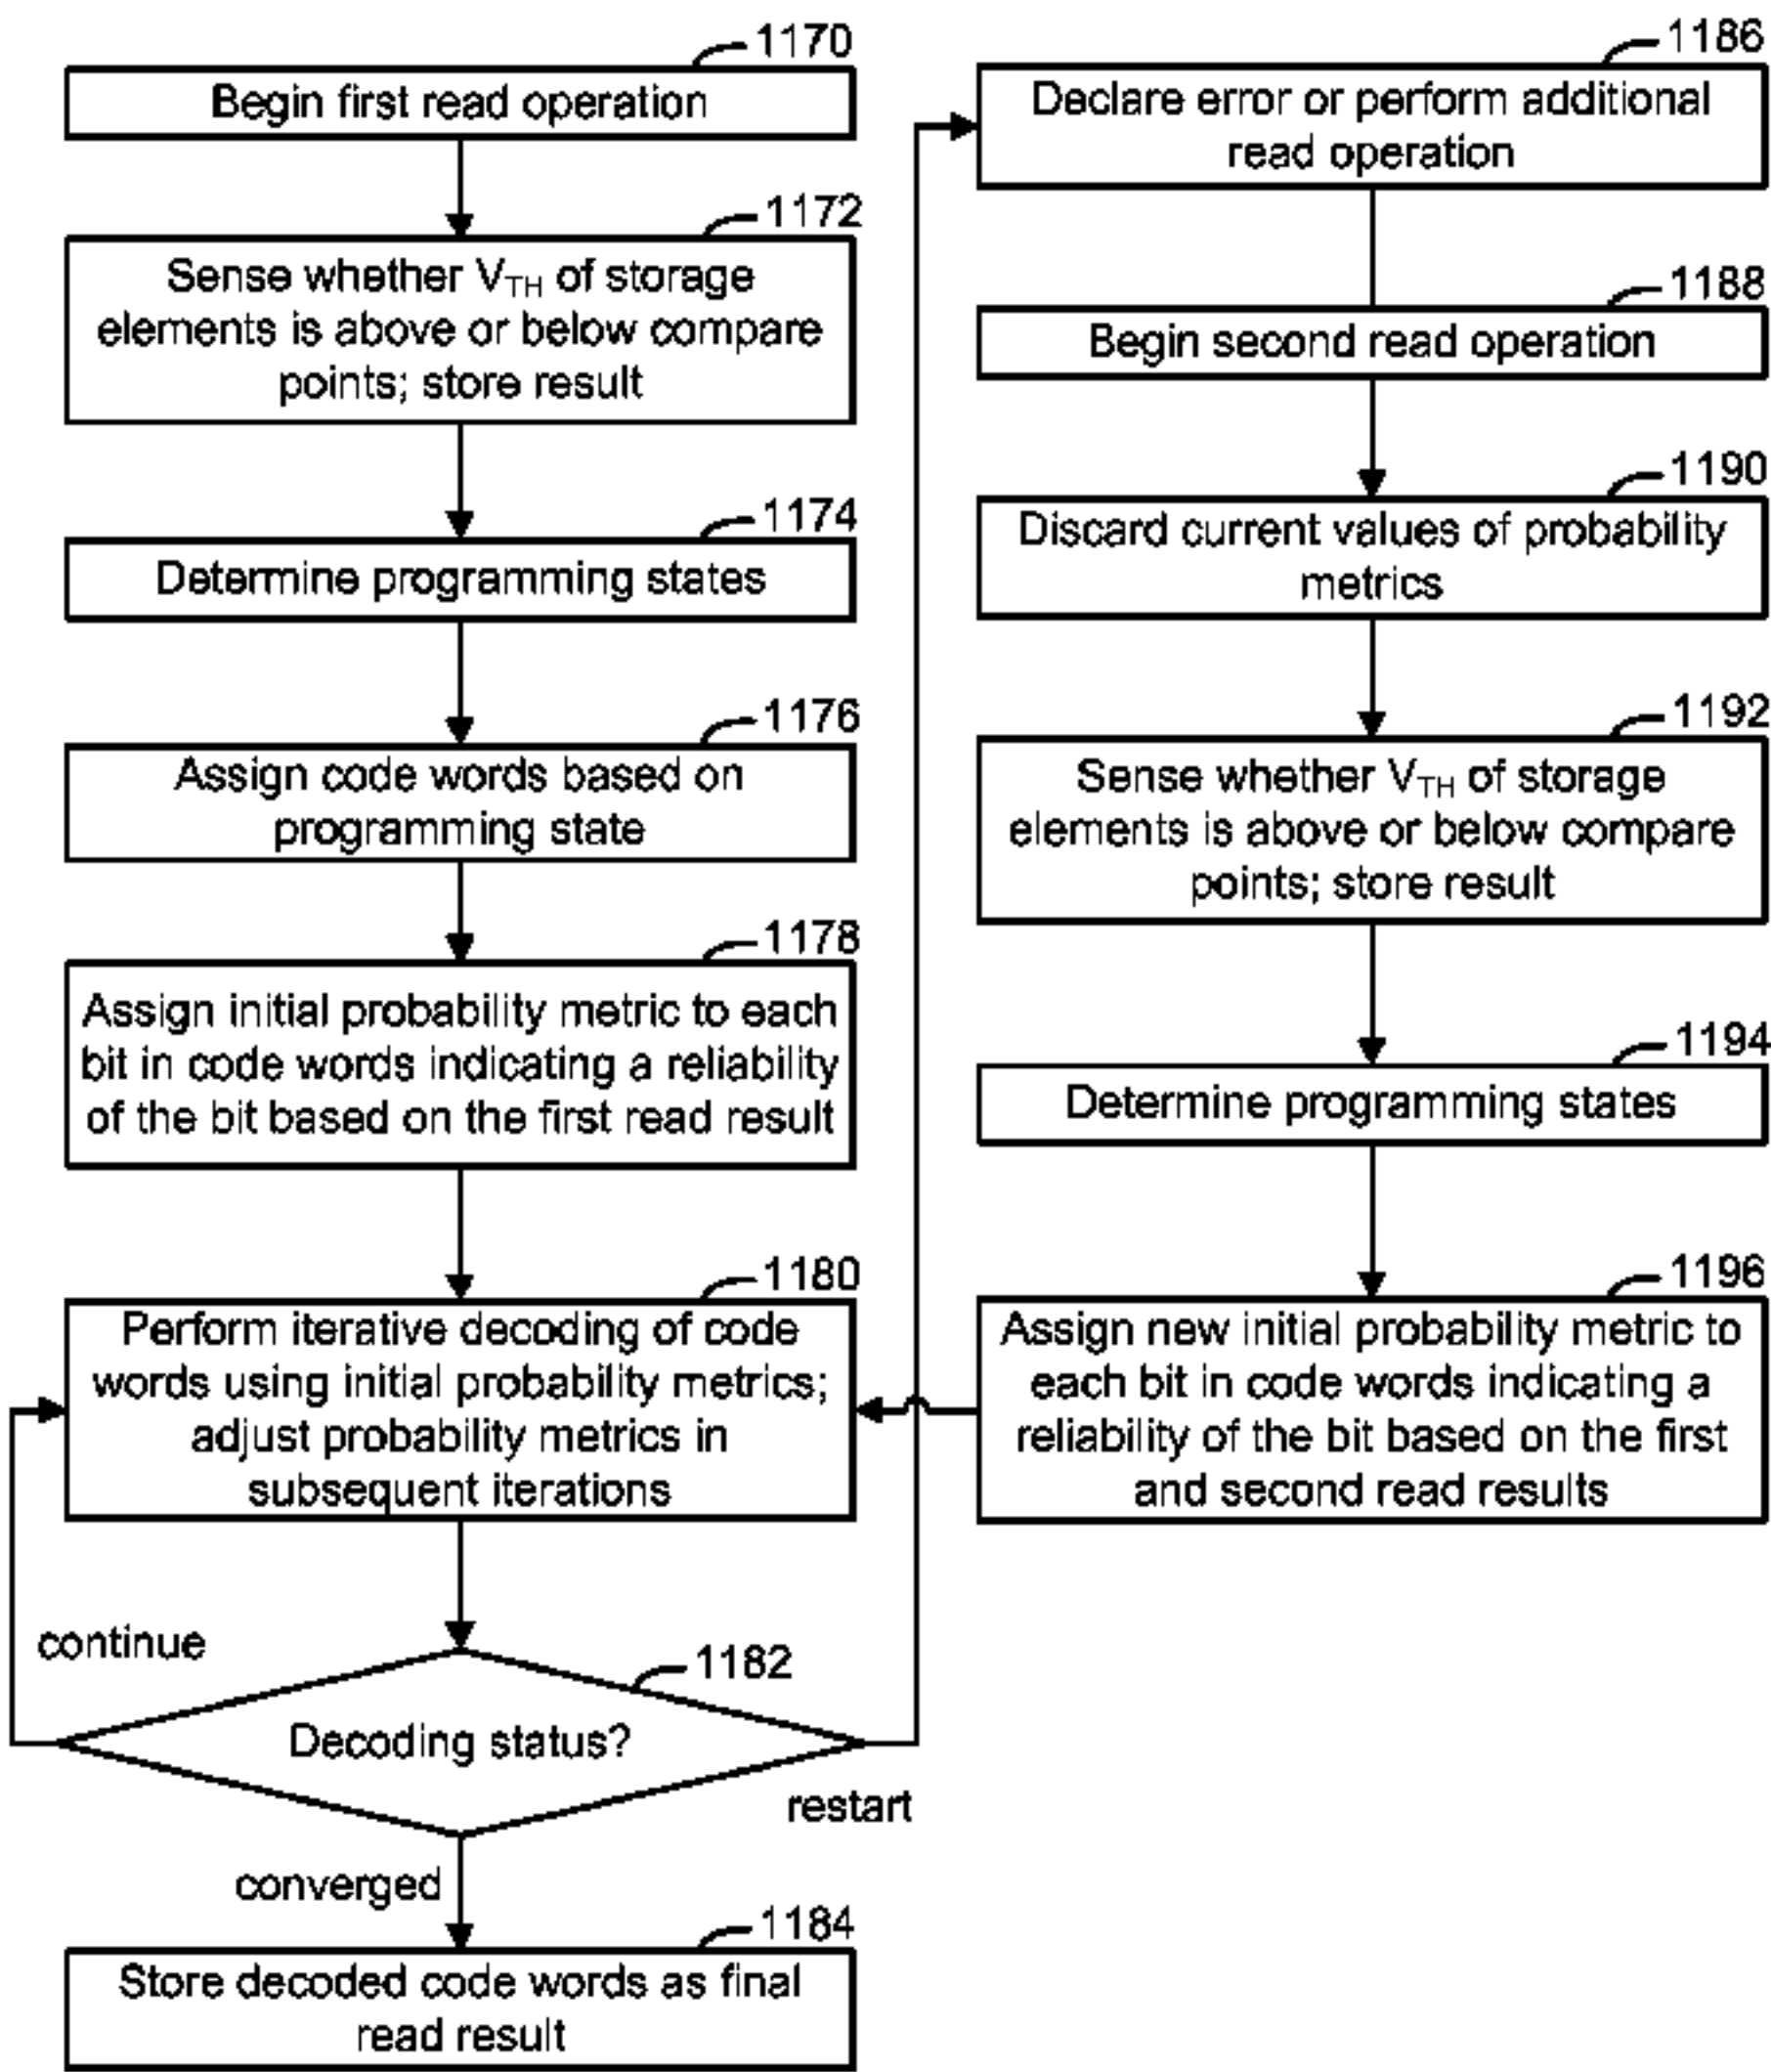 1170
Begin first read operation
1172
Sense whether VTH of storage
elements is above or below compare
points; store result
1174
Determine programming states
1176
Assign code words based on
programming state
1178
Assign initial probability metric to each
bit in code words indicating a reliability
of the bit based on the first read result
1180
Perform iterative decoding of code
words using initial probability metrics;
adjust probability metrics in
subsequent iterations
continue
1182
Decoding status?
restart
converged
1184
Store decoded code words as final
read result
1186
Declare error or perform additional
read operation
1188
Begin second read operation
1190
Discard current values of probability
metrics
1192
Sense whether VTH of storage
elements is above or below compare
points; store result
1194
Determine programming states
1196
Assign new initial probability metric to
each bit in code words indicating a
reliability of the bit based on the first
and second read results